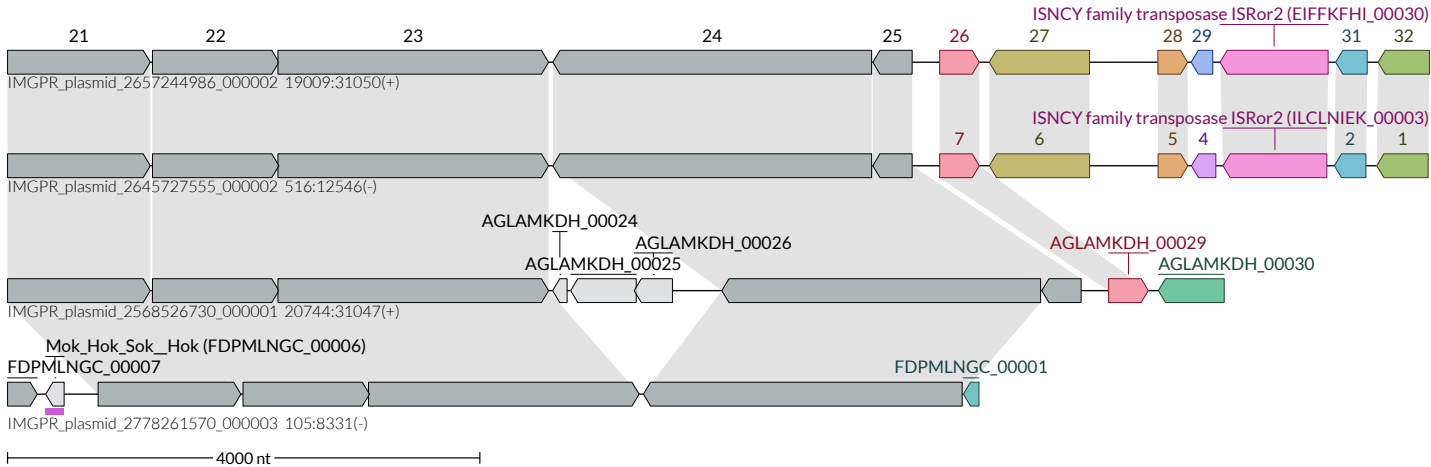 ISNCY family transposase ISRor2 (EIFFKFHI_00030)
21 22 23 24 25 26 27 28 29 31 32
IMGPR_plasmid_2657244986_000002 19009:31050(+)
ISNCY family transposase ISRor2 (ILCLNIEK_00003)
7 6 5 4 2 1
IMGPR_plasmid_2645727555_000002 516:12546(-)
AGLAMKDH_00024
AGLAMKDH_00026 AGLAMKDH_00029
AGLAMKDH_00025 AGLAMKDH_00030
IMGPR_plasmid_2568526730_000001 20744:31047(+)
Mok_Hok_Sok__Hok (FDPMLNGC_00006)
FDPMLNGC_00007 FDPMLNGC_00001
IMGPR_plasmid_2778261570_000003 105:8331(-)
4000 nt